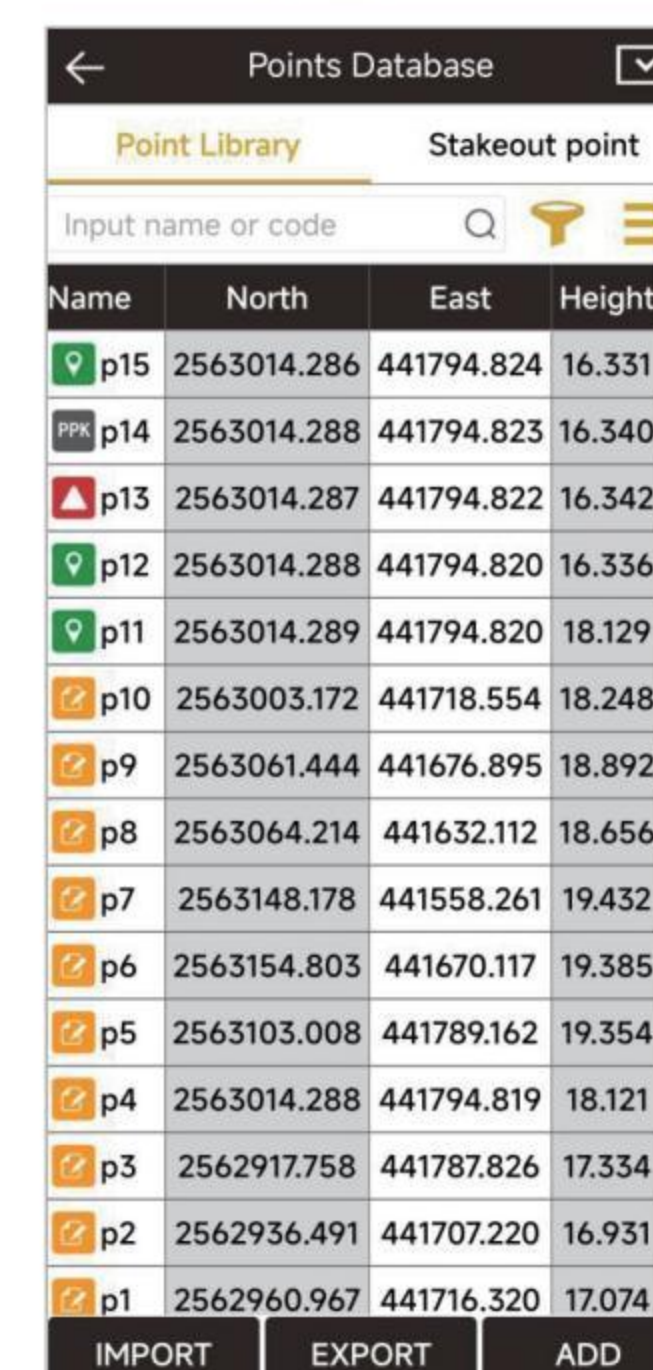 Points Database
Point Library Stakeout point
Input name or code
Name North East Height
p15 2563014.286 441794.824 16.331
PPK p14 2563014.288 441794.823 16.340
p13 2563014.287 441794.822 16.342
p12 2563014.288 441794.820 16.336
p11 2563014.289 441794.820 18.129
p10 2563003.172 441718.554 18.248
p9 2563061.444 441676.895 18.892
p8 2563064.214 441632.112 18.656
p7 2563148.178 441558.261 19.432
p6 2563154.803 441670.117 19.385
p5 2563103.008 441789.162 19.354
p4 2563014.288 441794.819 18.121
p3 2562917.758 441787.826 17.334
p2 2562936.491 441707.220 16.931
p1 2562960.967 441716.320 17.074
IMPORT EXPORT ADD